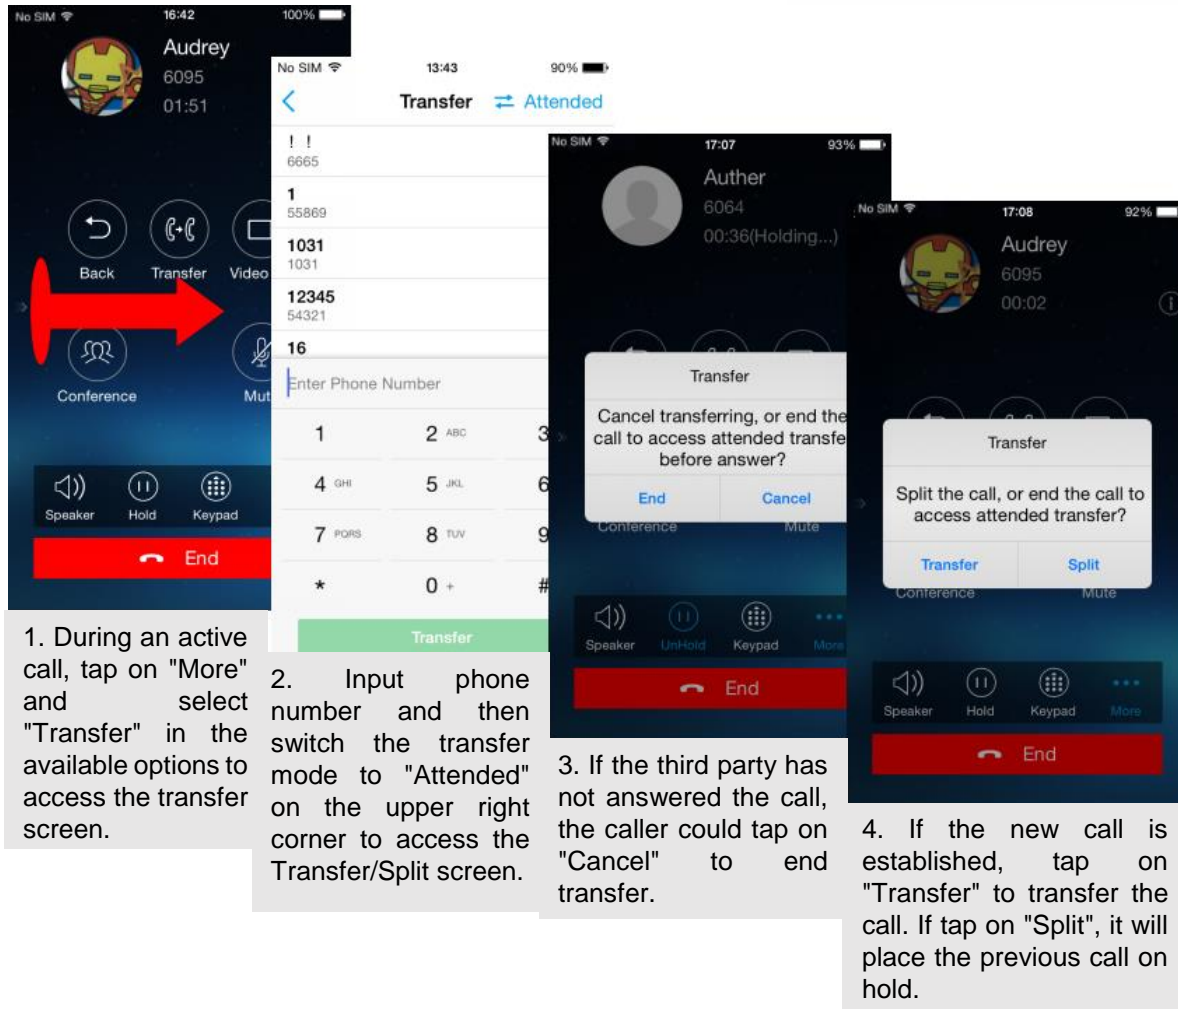 No SIM 16:42 100%
Audrey
6095
01:51
Back Transfer Video
Conference Mut
Speaker Hold Keypad
End
1. During an active
call, tap on "More"
and select
"Transfer" in the
available options to
access the transfer
screen.
No SIM 13:43 90%
Transfer Attended
! !
6665
1
55869
1031
1031
12345
54321
16
Enter Phone Number
1 2 ABC 3
4 GHI 5 JKL 6
7 PQRS 8 TUV 9
* 0 + #
Transfer
2. Input phone
number and then
switch the transfer
mode to "Attended"
on the upper right
corner to access the
Transfer/Split screen.
No SIM 17:07 93%
Auther
6064
00:36(Holding...)
Transfer
Cancel transferring, or end the
call to access attended transfe
before answer?
End Cancel
Conference Mute
Speaker UnHold Keypad More
End
3. If the third party has
not answered the call,
the caller could tap on
"Cancel" to end
transfer.
No SIM 17:08 92%
Audrey
6095
00:02
Transfer
Split the call, or end the call to
access attended transfer?
Transfer Split
Conference Mute
Speaker Hold Keypad More
End
4. If the new call is
established, tap on
"Transfer" to transfer the
call. If tap on "Split", it will
place the previous call on
hold.